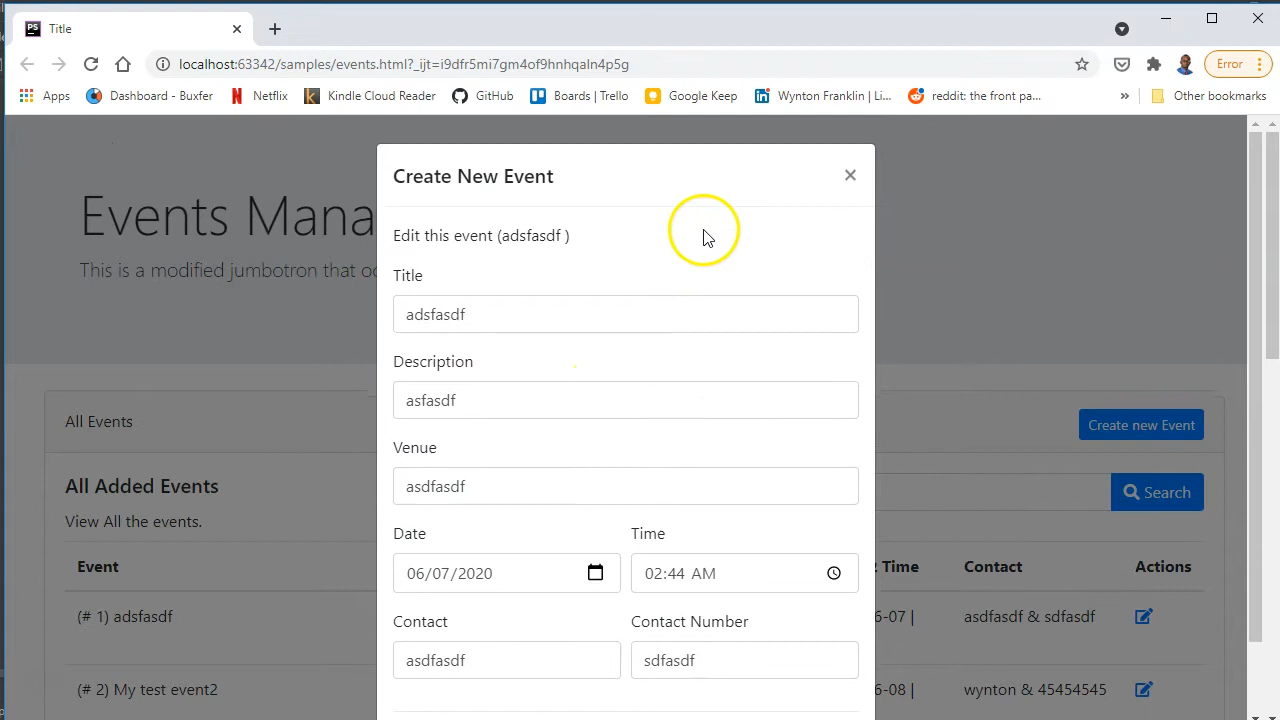 PS Title
localhost:63342/samples/events.html?_ijt=i9dfr5mi7gm4of9hnhqaln4p5g
Error
Apps Dashboard - Buxfer Netflix Kindle Cloud Reader GitHub Boards | Trello Google Keep Wynton Franklin | Li... reddit: the front pa... » Other bookmarks
Events Mana
This is a modified jumbotron that oc
Create New Event ×
Edit this event (adsfasdf )
Title
adsfasdf
Description
asfasdf
Venue
asdfasdf
Date Time
06/07/2020 02:44 AM
Contact Contact Number
asdfasdf sdfasdf
All Events Create new Event
All Added Events Search
View All the events.
Event Time Contact Actions
(# 1) adsfasdf 6-07 | asdfasdf & sdfasdf
(# 2) My test event2 6-08 | wynton & 45454545